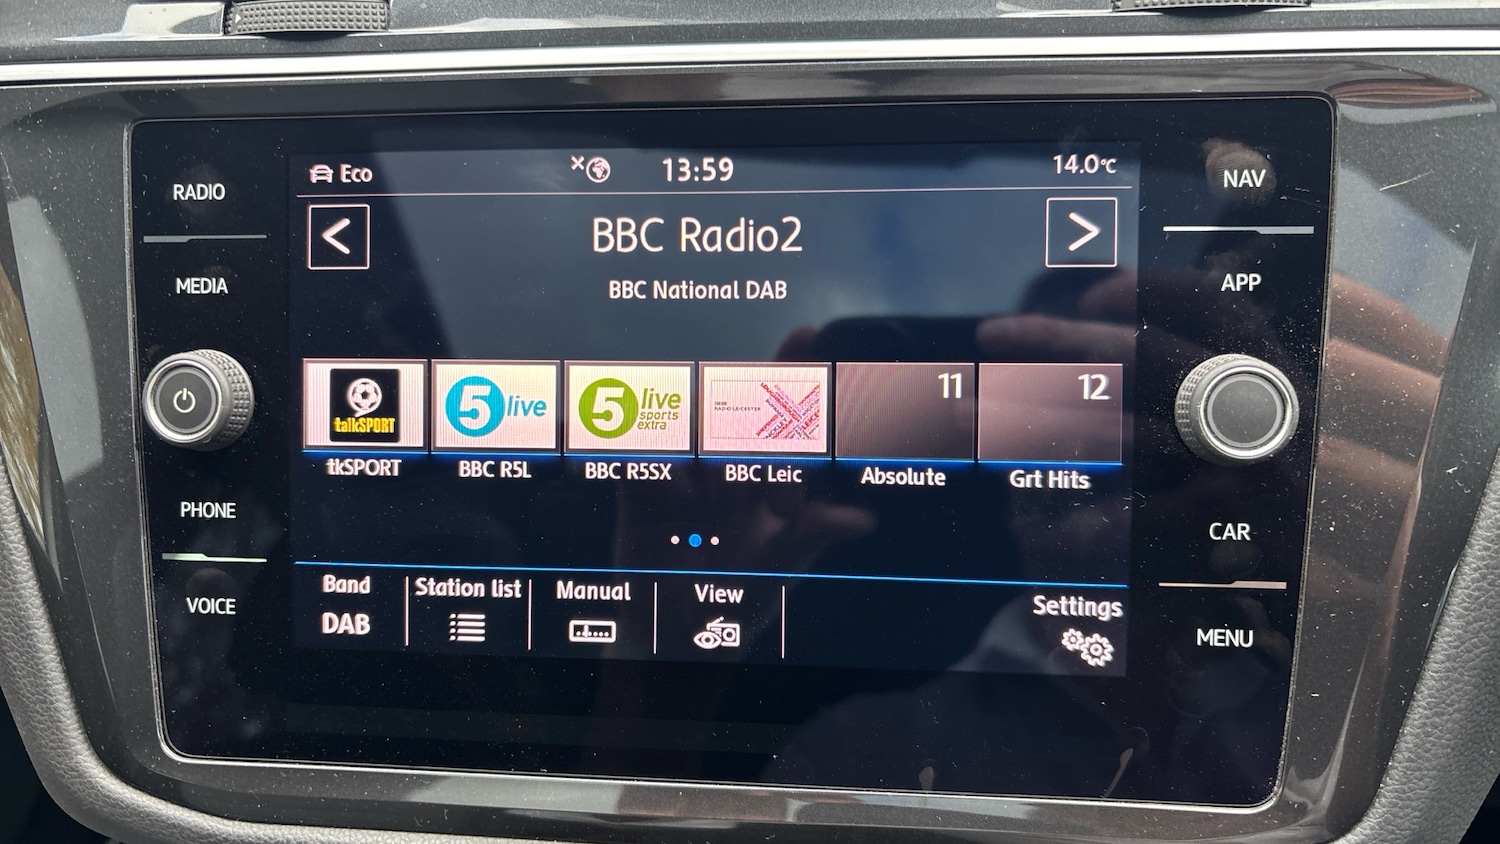 RADIO
MEDIA
PHONE
VOICE
Eco
13:59
14.0°C
<
BBC Radio2
>
BBC National DAB
talkSPORT
5 live
5 live
sports
extra
RADIO LEICESTER
11
12
tkSPORT
BBC R5L
BBC R5SX
BBC Leic
Absolute
Grt Hits
Band
DAB
Station list
Manual
View
Settings
NAV
APP
CAR
MENU